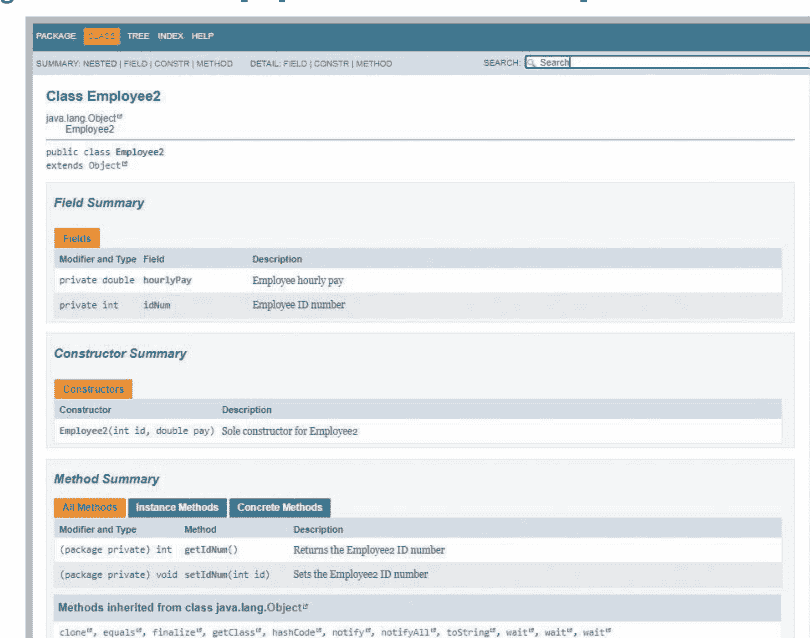 PACKAGE CLASS TREE INDEX HELP
SUMMARY: NESTED | FIELD | CONSTR | METHOD DETAIL: FIELD | CONSTR | METHOD SEARCH: Search
Class Employee2
java.lang.Object
Employee2
public class Employee2
extends Object
Field Summary
Fields
Modifier and Type Field Description
private double hourlyPay Employee hourly pay
private int idNum Employee ID number
Constructor Summary
Constructors
Constructor Description
Employee2(int id, double pay) Sole constructor for Employee2
Method Summary
All Methods Instance Methods Concrete Methods
Modifier and Type Method Description
(package private) int getIdNum() Returns the Employee2 ID number
(package private) void setIdNum(int id) Sets the Employee2 ID number
Methods inherited from class java.lang.Object
clone, equals, finalize, getClass, hashCode, notify, notifyAll, toString, wait, wait, wait